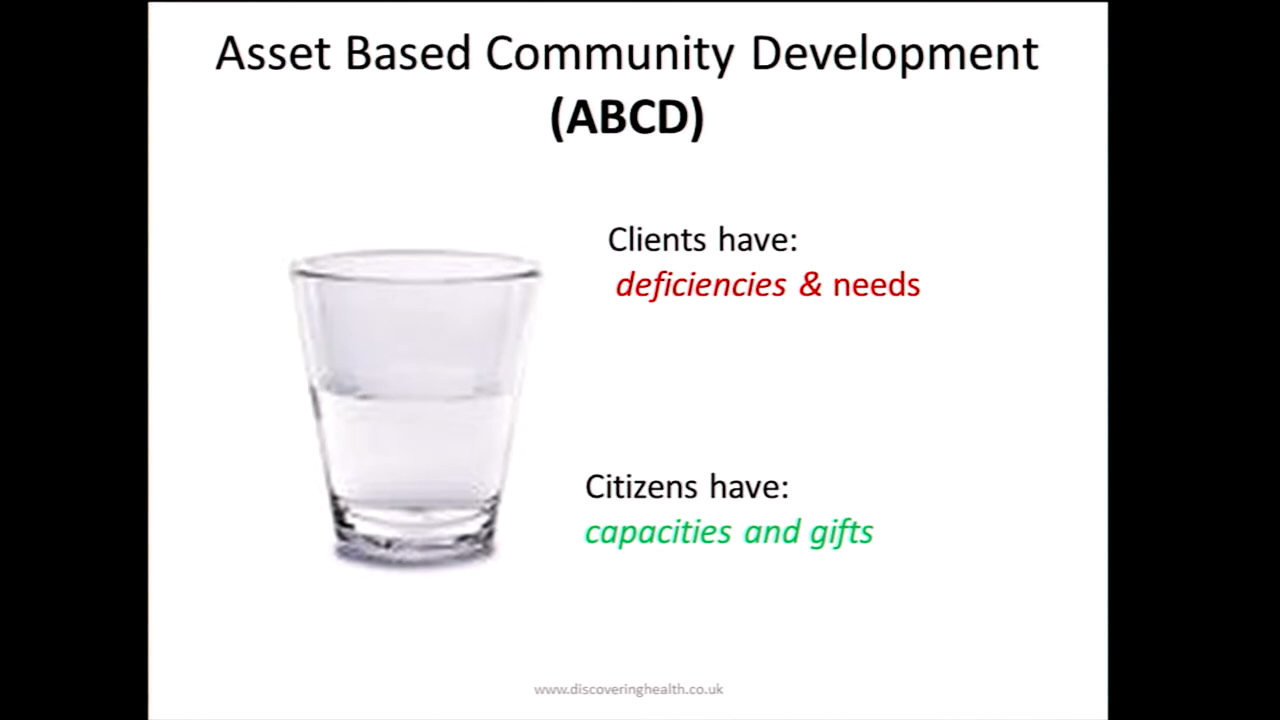 Asset Based Community Development
(ABCD)
Clients have:
deficiencies & needs
Citizens have:
capacities and gifts
www.discoveringhealth.co.uk